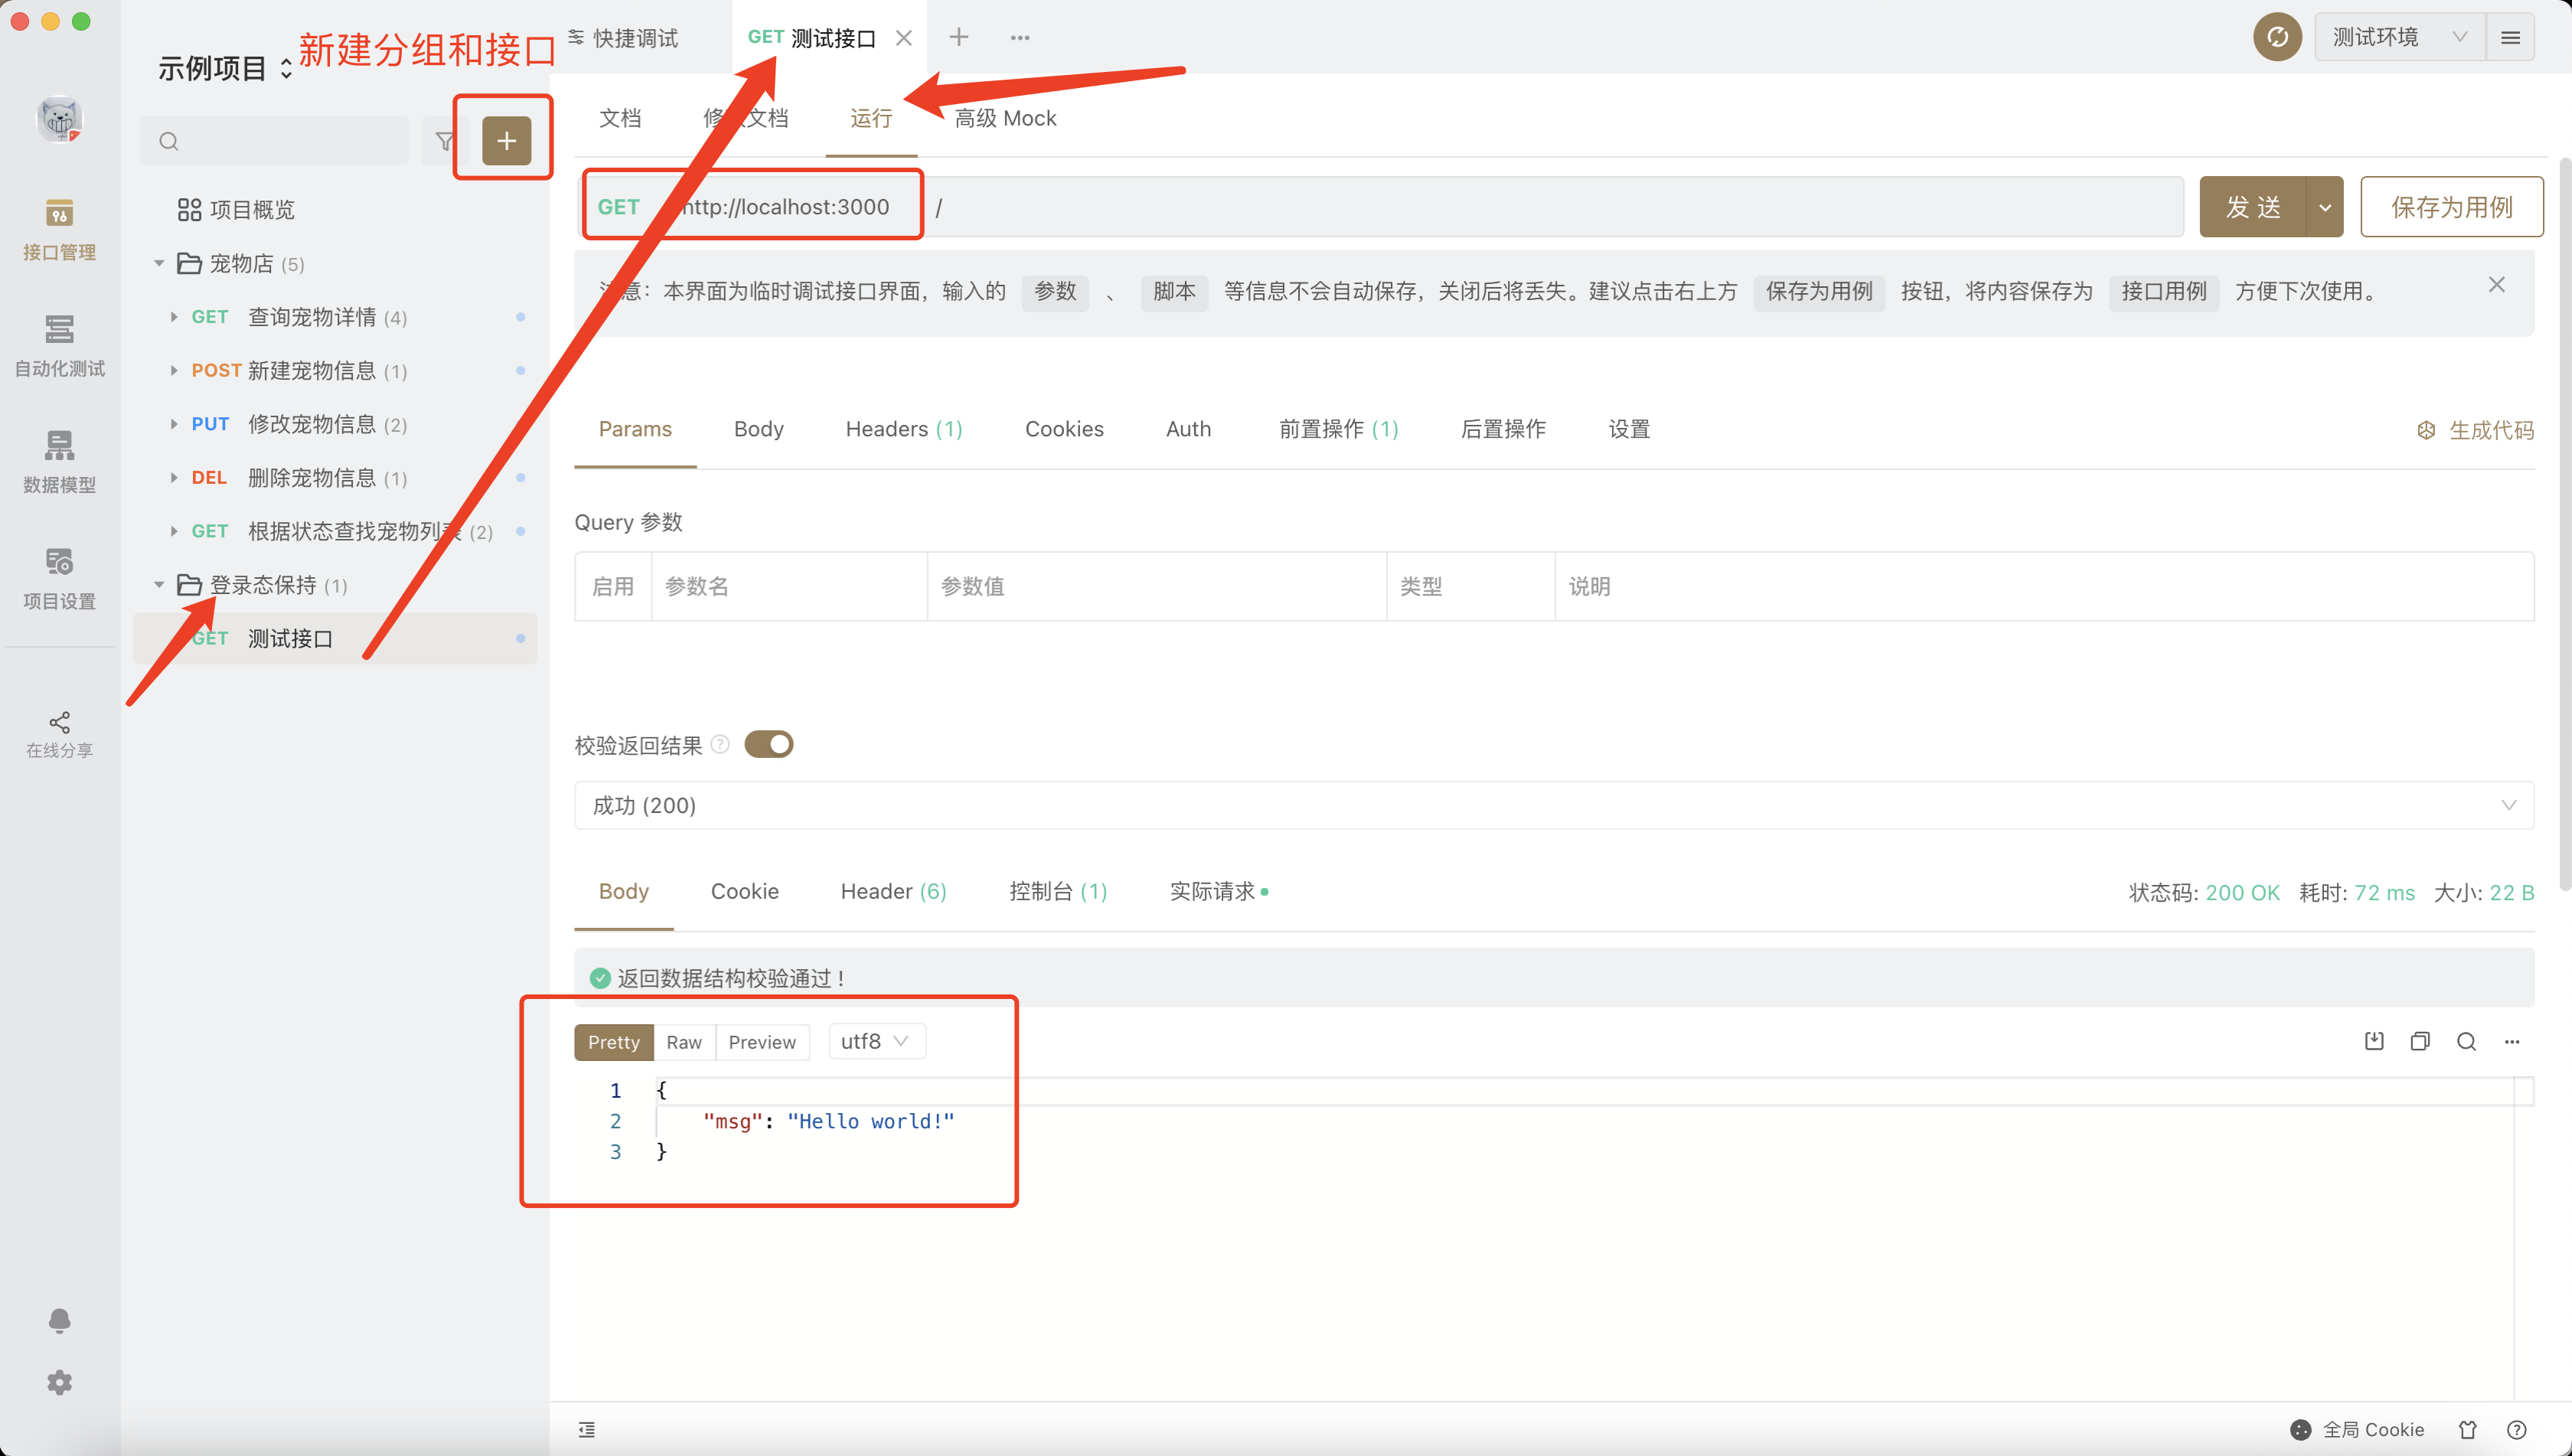 新建分组和接口
示例项目
快捷调试
GET 测试接口
测试环境
接口管理
自动化测试
数据模型
项目设置
在线分享
项目概览
宠物店 (5)
GET 查询宠物详情 (4)
POST 新建宠物信息 (1)
PUT 修改宠物信息 (2)
DEL 删除宠物信息 (1)
GET 根据状态查找宠物列表 (2)
登录态保持 (1)
GET 测试接口
文档 修改文档 运行 高级 Mock
GET http://localhost:3000 /
发 送
保存为用例
注意：本界面为临时调试接口界面，输入的 参数 、 脚本 等信息不会自动保存，关闭后将丢失。建议点击右上方 保存为用例 按钮，将内容保存为 接口用例 方便下次使用。
Params Body Headers (1) Cookies Auth 前置操作 (1) 后置操作 设置
生成代码
Query 参数
启用 参数名 参数值 类型 说明
校验返回结果
成功 (200)
Body Cookie Header (6) 控制台 (1) 实际请求
状态码: 200 OK 耗时: 72 ms 大小: 22 B
返回数据结构校验通过！
Pretty Raw Preview utf8
1 {
2 "msg": "Hello world!"
3 }
全局 Cookie